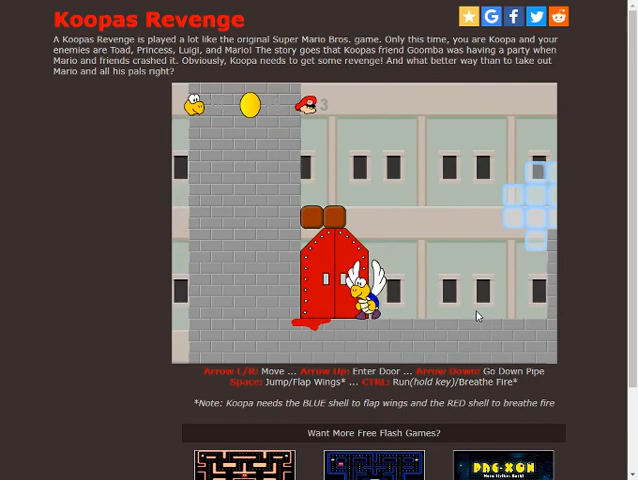 Koopas Revenge
A Koopas Revenge is played a lot like the original Super Mario Bros. game. Only this time, you are Koopa and your
enemies are Toad, Princess, Luigi, and Mario! The story goes that Koopas friend Goomba was having a party when
Mario and friends crashed it. Obviously, Koopa needs to get some revenge! And what better way than to take out
Mario and all his pals right?
3
Arrow L/R: Move ... Arrow Up: Enter Door ... Arrow Down: Go Down Pipe
Space: Jump/Flap Wings* ... CTRL: Run(hold key)/Breathe Fire*
*Note: Koopa needs the BLUE shell to flap wings and the RED shell to breathe fire
Want More Free Flash Games?
PAC-XON